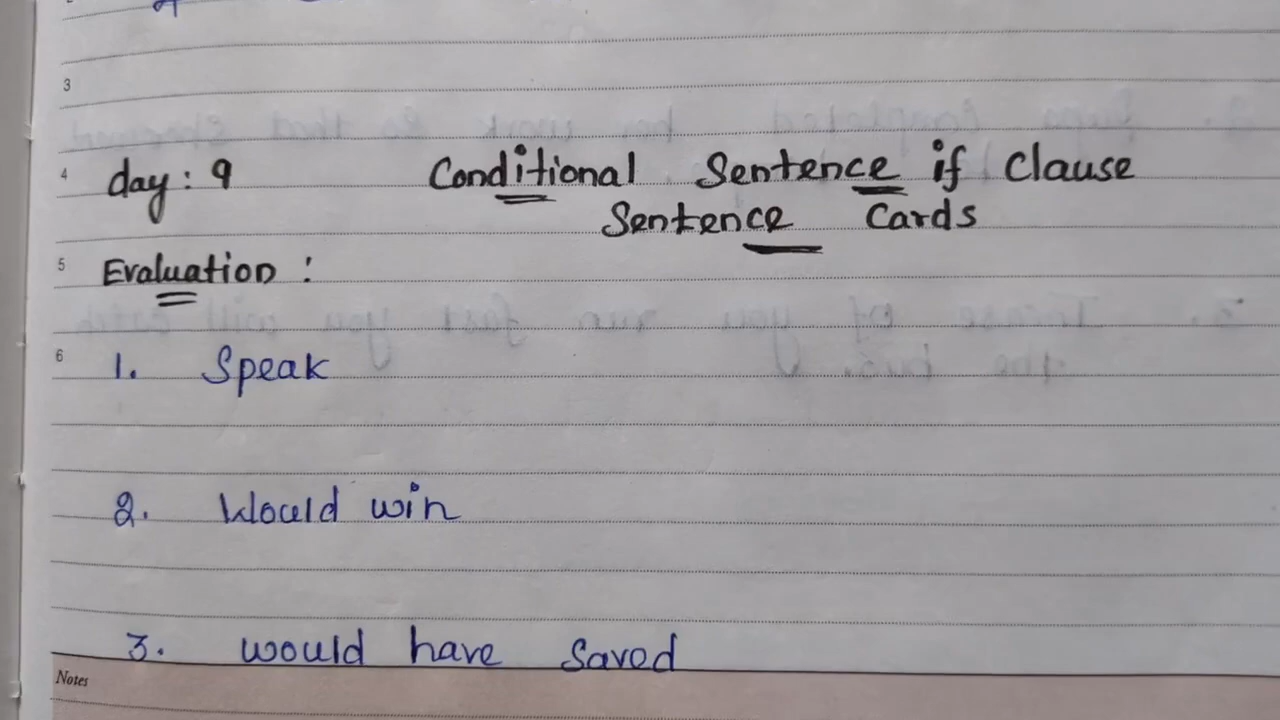 3
4 day: 9 Conditional Sentence if Clause
Sentence Cards
5 Evaluation :
6 1. Speak
2. Would win
3. would have saved
Notes